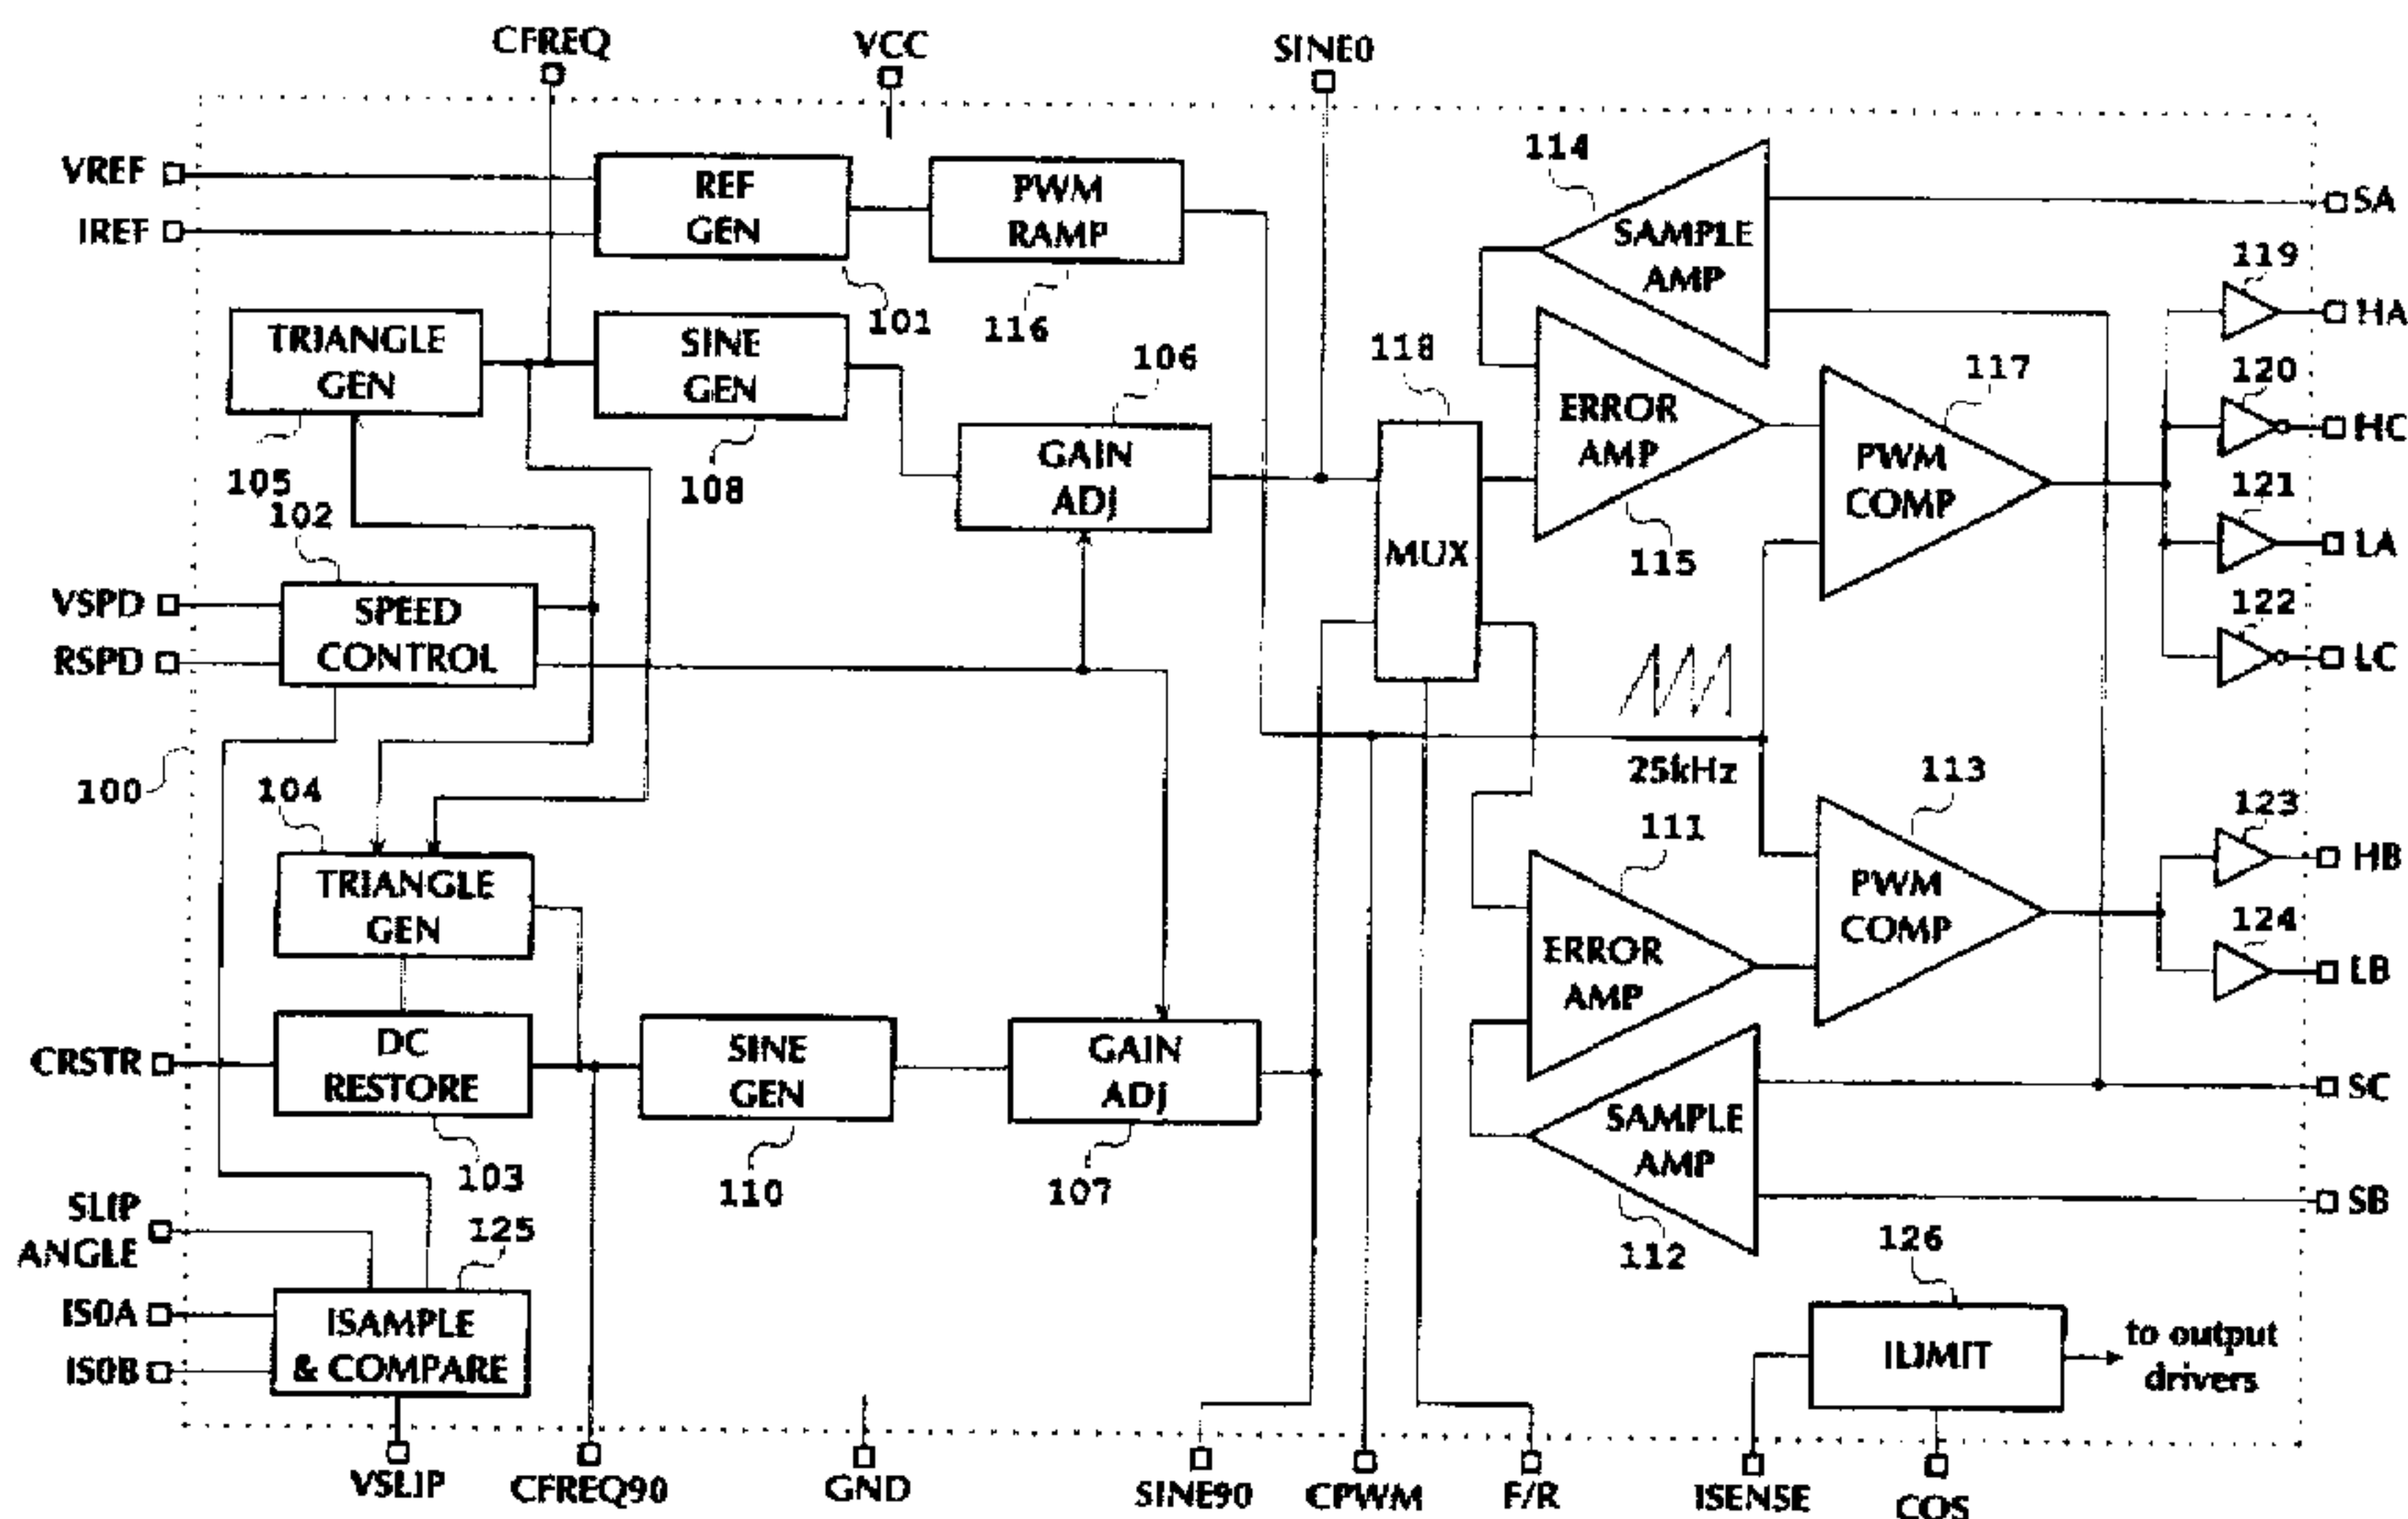 CFREQ
VCC
SINE0
VREF
IREF
REF
GEN
101
PWM
RAMP
116
114
SAMPLE
AMP
SA
119
HA
TRIANGLE
GEN
105
SINE
GEN
108
106
GAIN
ADJ
118
MUX
ERROR
AMP
115
117
PWM
COMP
120
HC
121
LA
122
LC
102
VSPD
RSPD
SPEED
CONTROL
100
104
TRIANGLE
GEN
25kHz
111
ERROR
AMP
113
PWM
COMP
123
HB
124
LB
CRSTR
DC
RESTORE
103
SINE
GEN
110
GAIN
ADJ
107
SAMPLE
AMP
112
SC
SB
SLIP
ANGLE
125
IS0A
IS0B
ISAMPLE
& COMPARE
126
ILIMIT
to output
drivers
VSLIP
CFREQ90
GND
SINE90
CPWM
F/R
ISENSE
COS